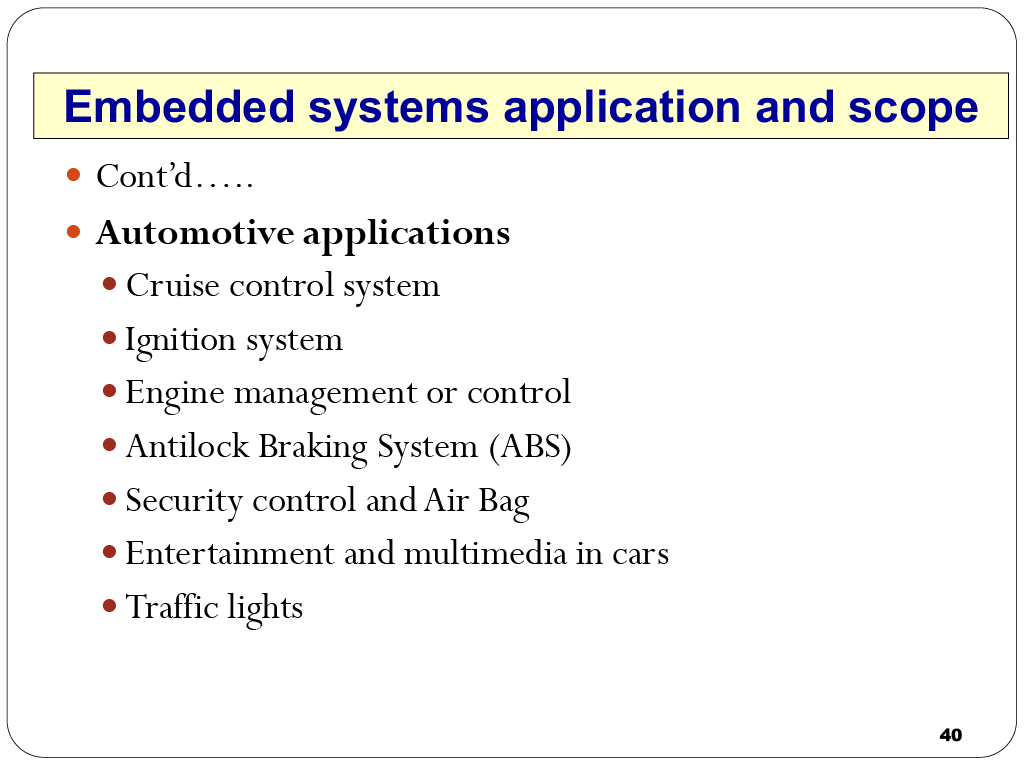 Embedded systems application and scope
Cont’d…..
Automotive applications
Cruise control system
Ignition system
Engine management or control
Antilock Braking System (ABS)
Security control and Air Bag
Entertainment and multimedia in cars
Traffic lights
40